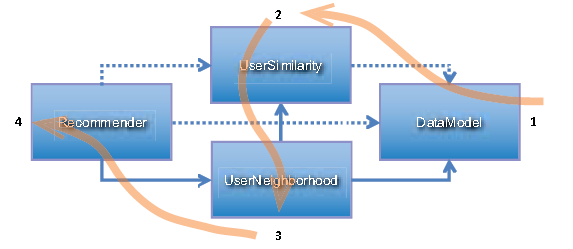 2
UserSimilarity
4
Recommender
DataModel
1
UserNeighborhood
3